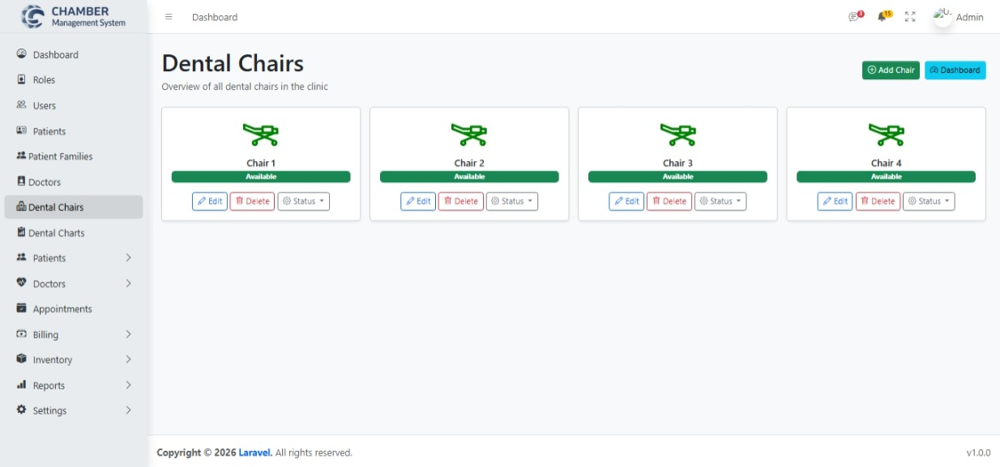 CHAMBER
Management System
Dashboard
3
15
U.
Admin
Dashboard
Roles
Users
Patients
Patient Families
Doctors
Dental Chairs
Dental Charts
Patients
Doctors
Appointments
Billing
Inventory
Reports
Settings
Dental Chairs
Overview of all dental chairs in the clinic
Add Chair
Dashboard
Chair 1
Available
Edit Delete Status
Chair 2
Available
Edit Delete Status
Chair 3
Available
Edit Delete Status
Chair 4
Available
Edit Delete Status
Copyright © 2026 Laravel. All rights reserved.
v1.0.0